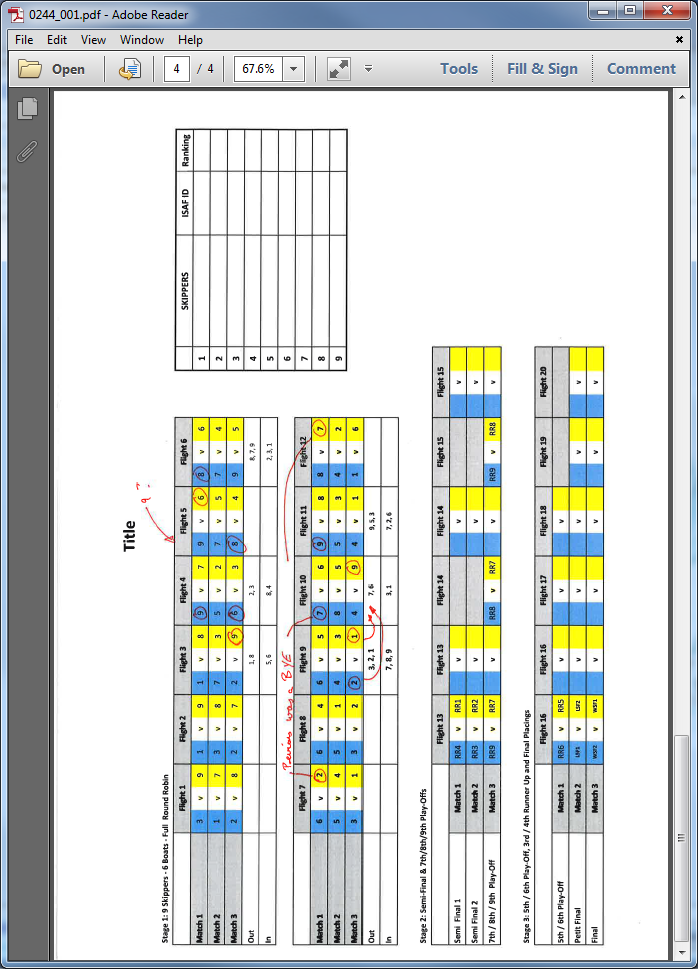 0244_001.pdf - Adobe Reader
File Edit View Window Help
Open 4 / 4 67.6% Tools Fill & Sign Comment
Title
9 ?
Stage 1: 9 Skippers - 6 Boats - Full Round Robin
Flight 1 Flight 2 Flight 3 Flight 4 Flight 5 Flight 6
Match 1 3 v 9 1 v 9 1 v 8 9 v 7 9 v 6 8 v 6
Match 2 1 v 7 3 v 8 7 v 3 5 v 2 7 v 5 7 v 4
Match 3 2 v 8 2 v 7 2 v 9 6 v 3 8 v 4 9 v 5
Out 1, 8 2, 3 8, 7, 9
In 5, 6 8, 4 2, 3, 1
was a BYE
Flight 7 Flight 8 Flight 9 Flight 10 Flight 11 Flight 12
Match 1 6 v 2 6 v 4 6 v 5 7 v 6 9 v 8 8 v 7
Match 2 5 v 4 5 v 1 4 v 3 8 v 5 5 v 3 4 v 2
Match 3 3 v 1 3 v 2 2 v 1 4 v 9 4 v 1 1 v 6
Out 3, 2, 1 7, 6 9, 5, 3
In 7, 8, 9 3, 1 7, 2, 6
SKIPPERS ISAF ID Ranking
1
2
3
4
5
6
7
8
9
Stage 2: Semi-Final & 7th/8th/9th Play-Offs
Flight 13 Flight 13 Flight 14 Flight 14 Flight 15 Flight 15
Semi Final 1 Match 1 RR4 v RR1 v v v
Semi Final 2 Match 2 RR3 v RR2 v v v
7th / 8th / 9th Play-Off Match 3 RR9 v RR7 v RR8 v RR7 v RR9 v RR8 v
Stage 3: 5th / 6th Play-Off, 3rd / 4th Runner Up and Final Placings
Flight 16 Flight 16 Flight 17 Flight 18 Flight 19 Flight 20
5th / 6th Play-Off Match 1 RR6 v RR5 v v v
Petit Final Match 2 LSF1 v LSF2 v v v v v
Final Match 3 WSF2 v WSF1 v v v v v